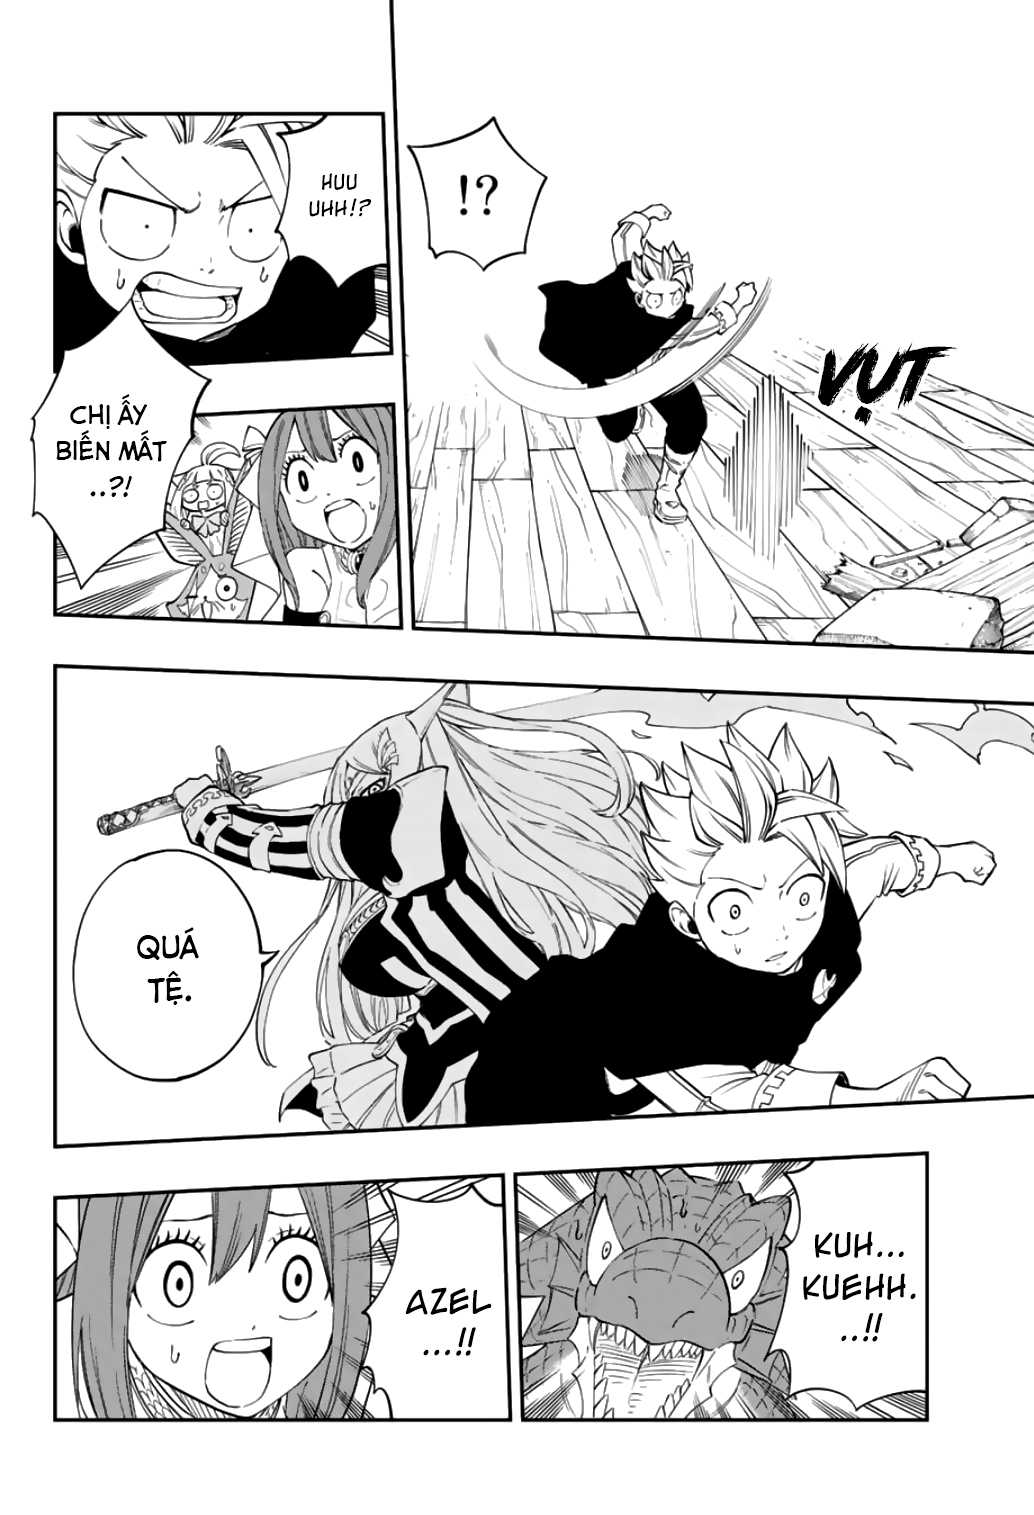 HUU
UHH!?
!?
VỤT
CHỊ ẤY
BIẾN MẤT
..?!
QUÁ
TỆ.
AZEL
...!!
KUH...
KUEHH.
..!!